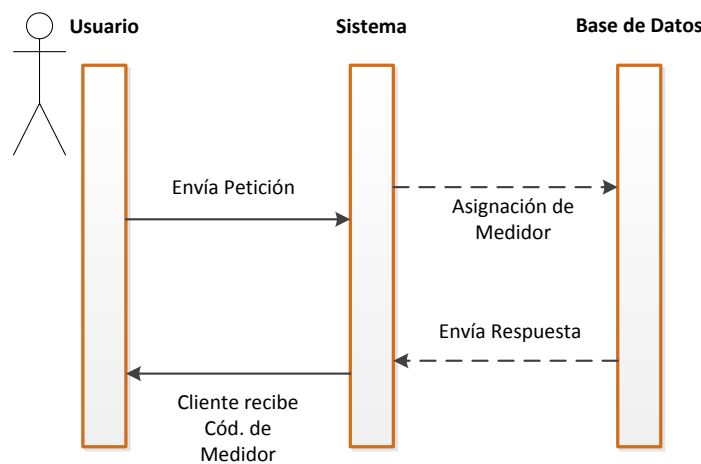 Usuario
Sistema
Base de Datos
Envía Petición
Asignación de
Medidor
Envía Respuesta
Cliente recibe
Cód. de
Medidor